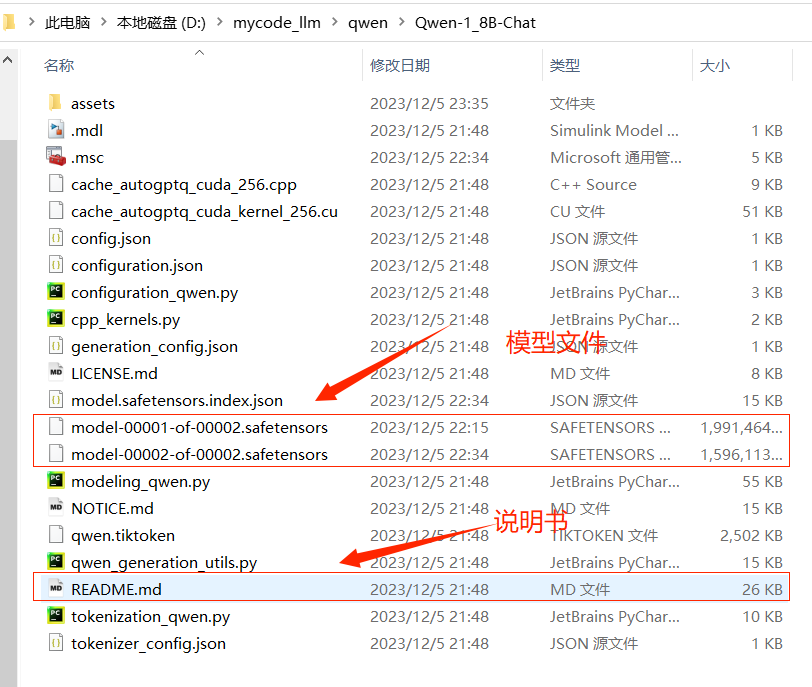 此电脑 > 本地磁盘 (D:) > mycode_llm > qwen > Qwen-1_8B-Chat
名称 修改日期 类型 大小
assets 2023/12/5 23:35 文件夹
.mdl 2023/12/5 21:48 Simulink Model ... 1 KB
.msc 2023/12/5 22:34 Microsoft 通用管... 5 KB
cache_autogptq_cuda_256.cpp 2023/12/5 21:48 C++ Source 9 KB
cache_autogptq_cuda_kernel_256.cu 2023/12/5 21:48 CU 文件 51 KB
config.json 2023/12/5 21:48 JSON 源文件 1 KB
configuration.json 2023/12/5 21:48 JSON 源文件 1 KB
configuration_qwen.py 2023/12/5 21:48 JetBrains PyChar... 3 KB
cpp_kernels.py 2023/12/5 21:48 JetBrains PyChar... 2 KB
模型文件
generation_config.json 2023/12/5 21:48 JSON 源文件 1 KB
LICENSE.md 2023/12/5 21:48 MD 文件 8 KB
model.safetensors.index.json 2023/12/5 22:34 JSON 源文件 15 KB
model-00001-of-00002.safetensors 2023/12/5 22:15 SAFETENSORS ... 1,991,464...
model-00002-of-00002.safetensors 2023/12/5 22:34 SAFETENSORS ... 1,596,113...
modeling_qwen.py 2023/12/5 21:48 JetBrains PyChar... 55 KB
NOTICE.md 2023/12/5 21:48 MD 文件 15 KB
说明书
qwen.tiktoken 2023/12/5 21:48 TIKTOKEN 文件 2,502 KB
qwen_generation_utils.py 2023/12/5 21:48 JetBrains PyChar... 15 KB
README.md 2023/12/5 21:48 MD 文件 26 KB
tokenization_qwen.py 2023/12/5 21:48 JetBrains PyChar... 10 KB
tokenizer_config.json 2023/12/5 21:48 JSON 源文件 1 KB